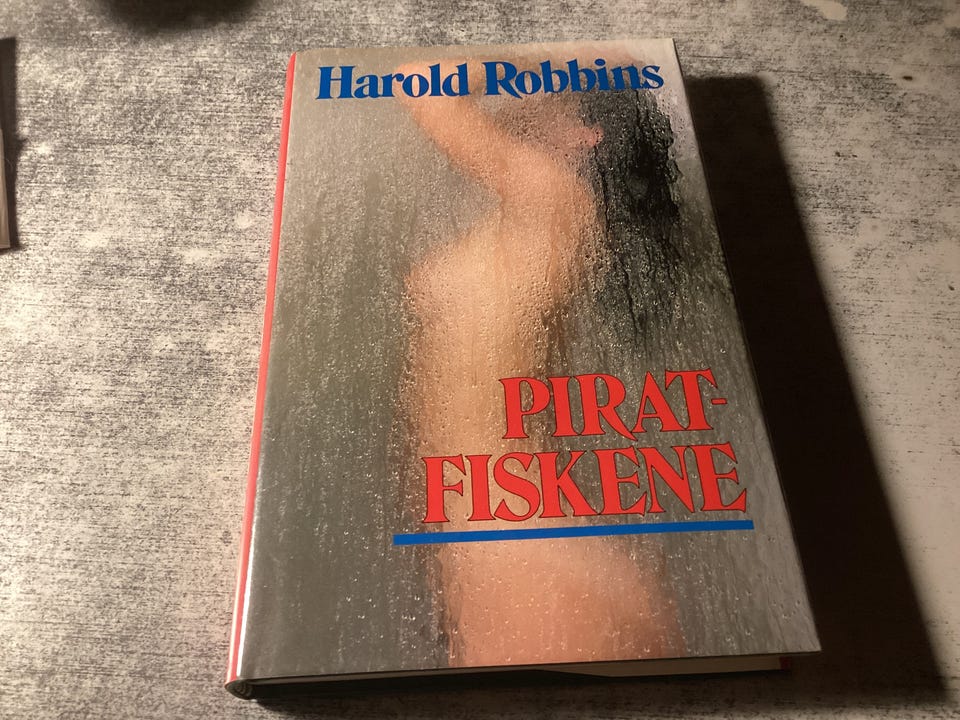 Harold Robbins
PIRAT-
FISKENE